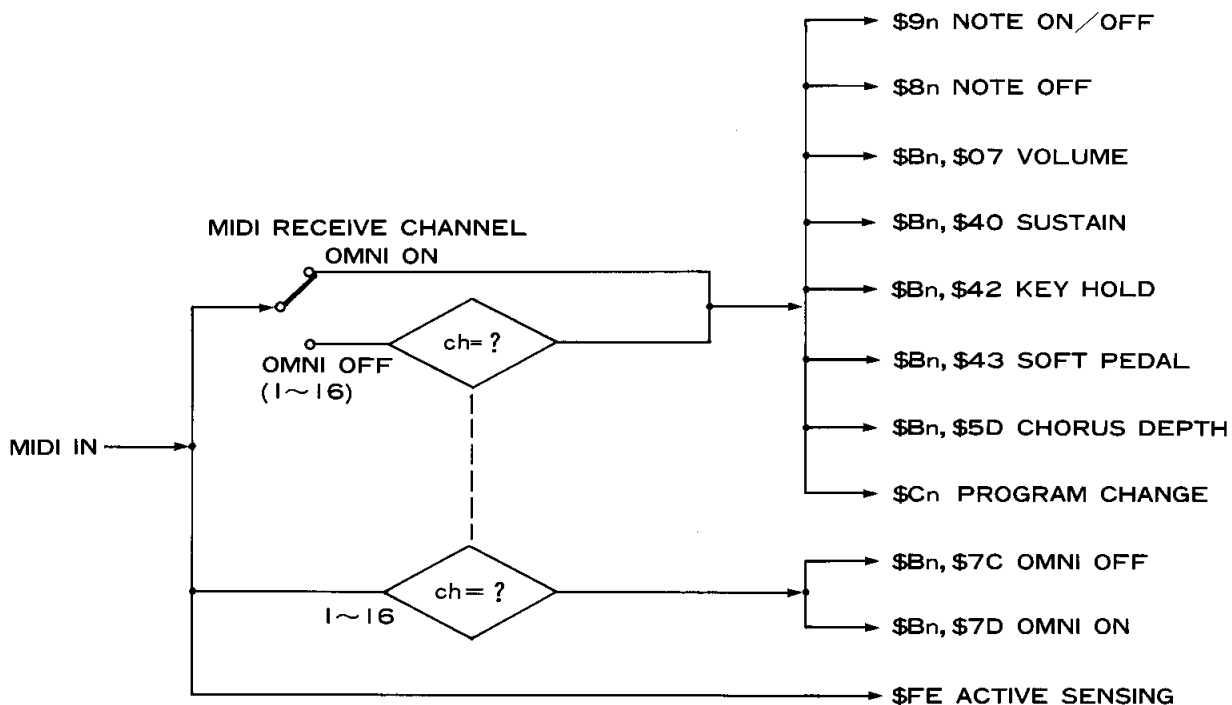 $9n NOTE ON/OFF
$8n NOTE OFF
$Bn, $07 VOLUME
MIDI RECEIVE CHANNEL
OMNI ON
$Bn, $40 SUSTAIN
$Bn, $42 KEY HOLD
ch= ?
OMNI OFF
(1~16)
$Bn, $43 SOFT PEDAL
MIDI IN
$Bn, $5D CHORUS DEPTH
$Cn PROGRAM CHANGE
$Bn, $7C OMNI OFF
ch= ?
1~16
$Bn, $7D OMNI ON
$FE ACTIVE SENSING